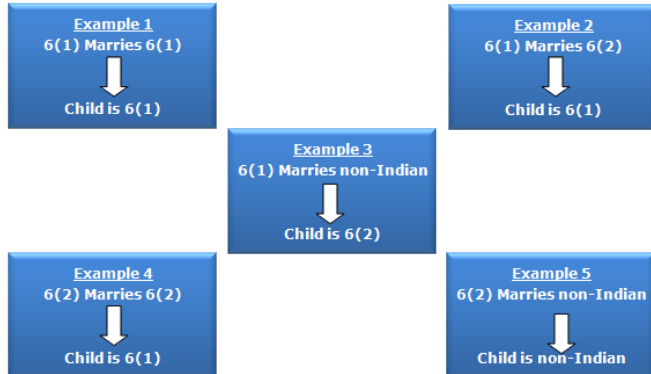 Example 1
6(1) Marries 6(1)
Child is 6(1)
Example 2
6(1) Marries 6(2)
Child is 6(1)
Example 3
6(1) Marries non-Indian
Child is 6(2)
Example 4
6(2) Marries 6(2)
Child is 6(1)
Example 5
6(2) Marries non-Indian
Child is non-Indian